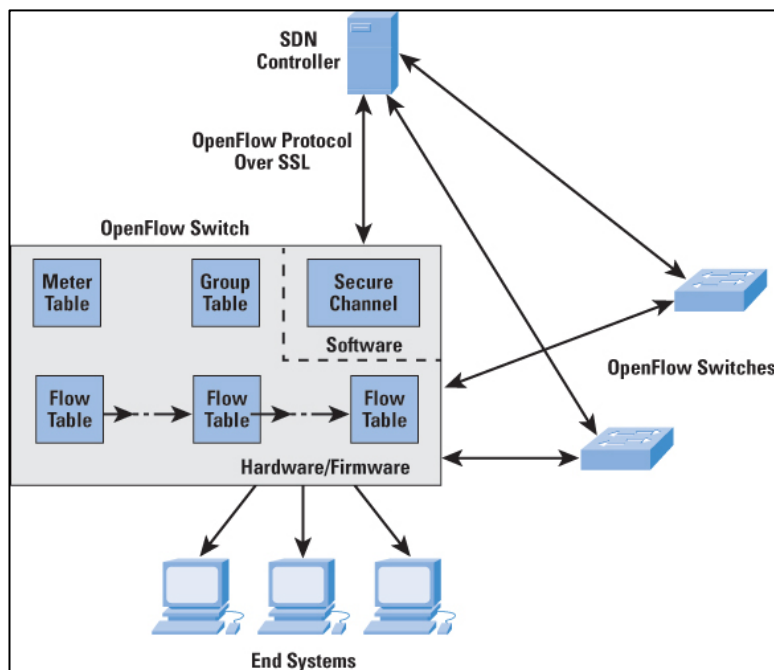 SDN
Controller
OpenFlow Protocol
Over SSL
OpenFlow Switch
Meter
Table
Group
Table
Secure
Channel
Software
Flow
Table
Flow
Table
Flow
Table
Hardware/Firmware
OpenFlow Switches
End Systems